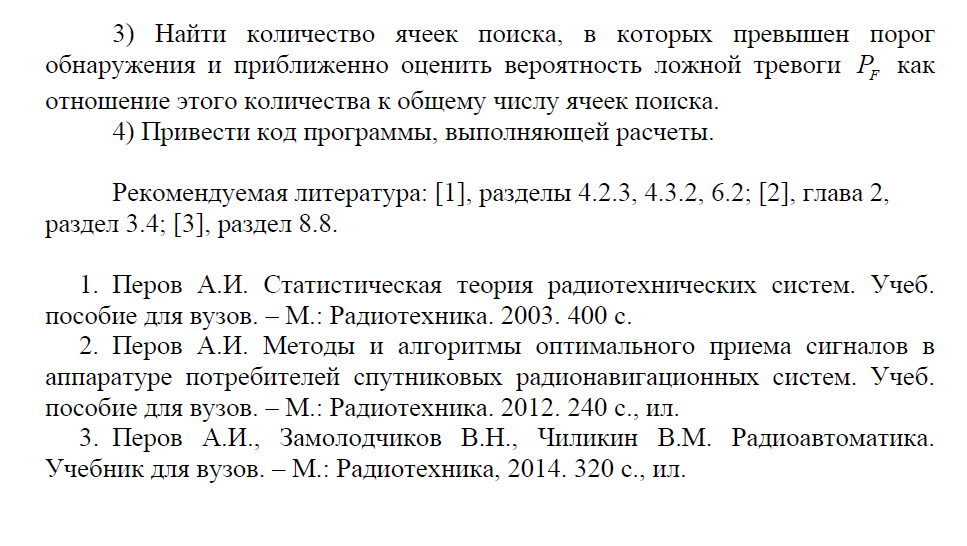 3) Найти количество ячеек поиска, в которых превышен порог
обнаружения и приближенно оценить вероятность ложной тревоги P_F как
отношение этого количества к общему числу ячеек поиска.
4) Привести код программы, выполняющей расчеты.
Рекомендуемая литература: [1], разделы 4.2.3, 4.3.2, 6.2; [2], глава 2,
раздел 3.4; [3], раздел 8.8.
1. Перов А.И. Статистическая теория радиотехнических систем. Учеб.
пособие для вузов. – М.: Радиотехника. 2003. 400 с.
2. Перов А.И. Методы и алгоритмы оптимального приема сигналов в
аппаратуре потребителей спутниковых радионавигационных систем. Учеб.
пособие для вузов. – М.: Радиотехника. 2012. 240 с., ил.
3. Перов А.И., Замолодчиков В.Н., Чиликин В.М. Радиоавтоматика.
Учебник для вузов. – М.: Радиотехника, 2014. 320 с., ил.